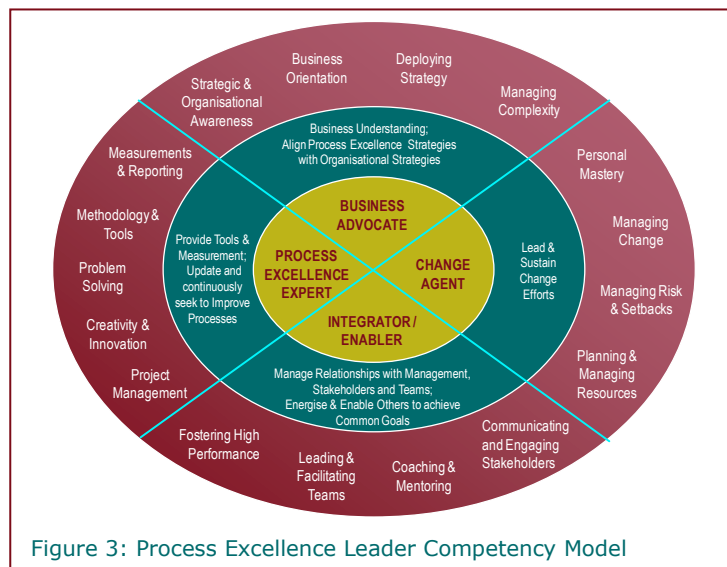 Business
Orientation
Deploying
Strategy
Strategic &
Organisational
Awareness
Managing
Complexity
Measurements
& Reporting
Methodology &
Tools
Problem
Solving
Creativity &
Innovation
Project
Management
Business Understanding;
Align Process Excellence Strategies
with Organisational Strategies
Personal
Mastery
Managing
Change
Managing Risk
& Setbacks
Planning &
Managing
Resources
BUSINESS
ADVOCATE
Provide Tools &
Measurement;
Update and
continuously
seek to Improve
Processes
PROCESS
EXCELLENCE
EXPERT
CHANGE
AGENT
Lead &
Sustain
Change
Efforts
INTEGRATOR /
ENABLER
Manage Relationships with Management,
Stakeholders and Teams;
Energise & Enable Others to achieve
Common Goals
Fostering High
Performance
Leading &
Facilitating
Teams
Coaching &
Mentoring
Communicating
and Engaging
Stakeholders
Figure 3: Process Excellence Leader Competency Model